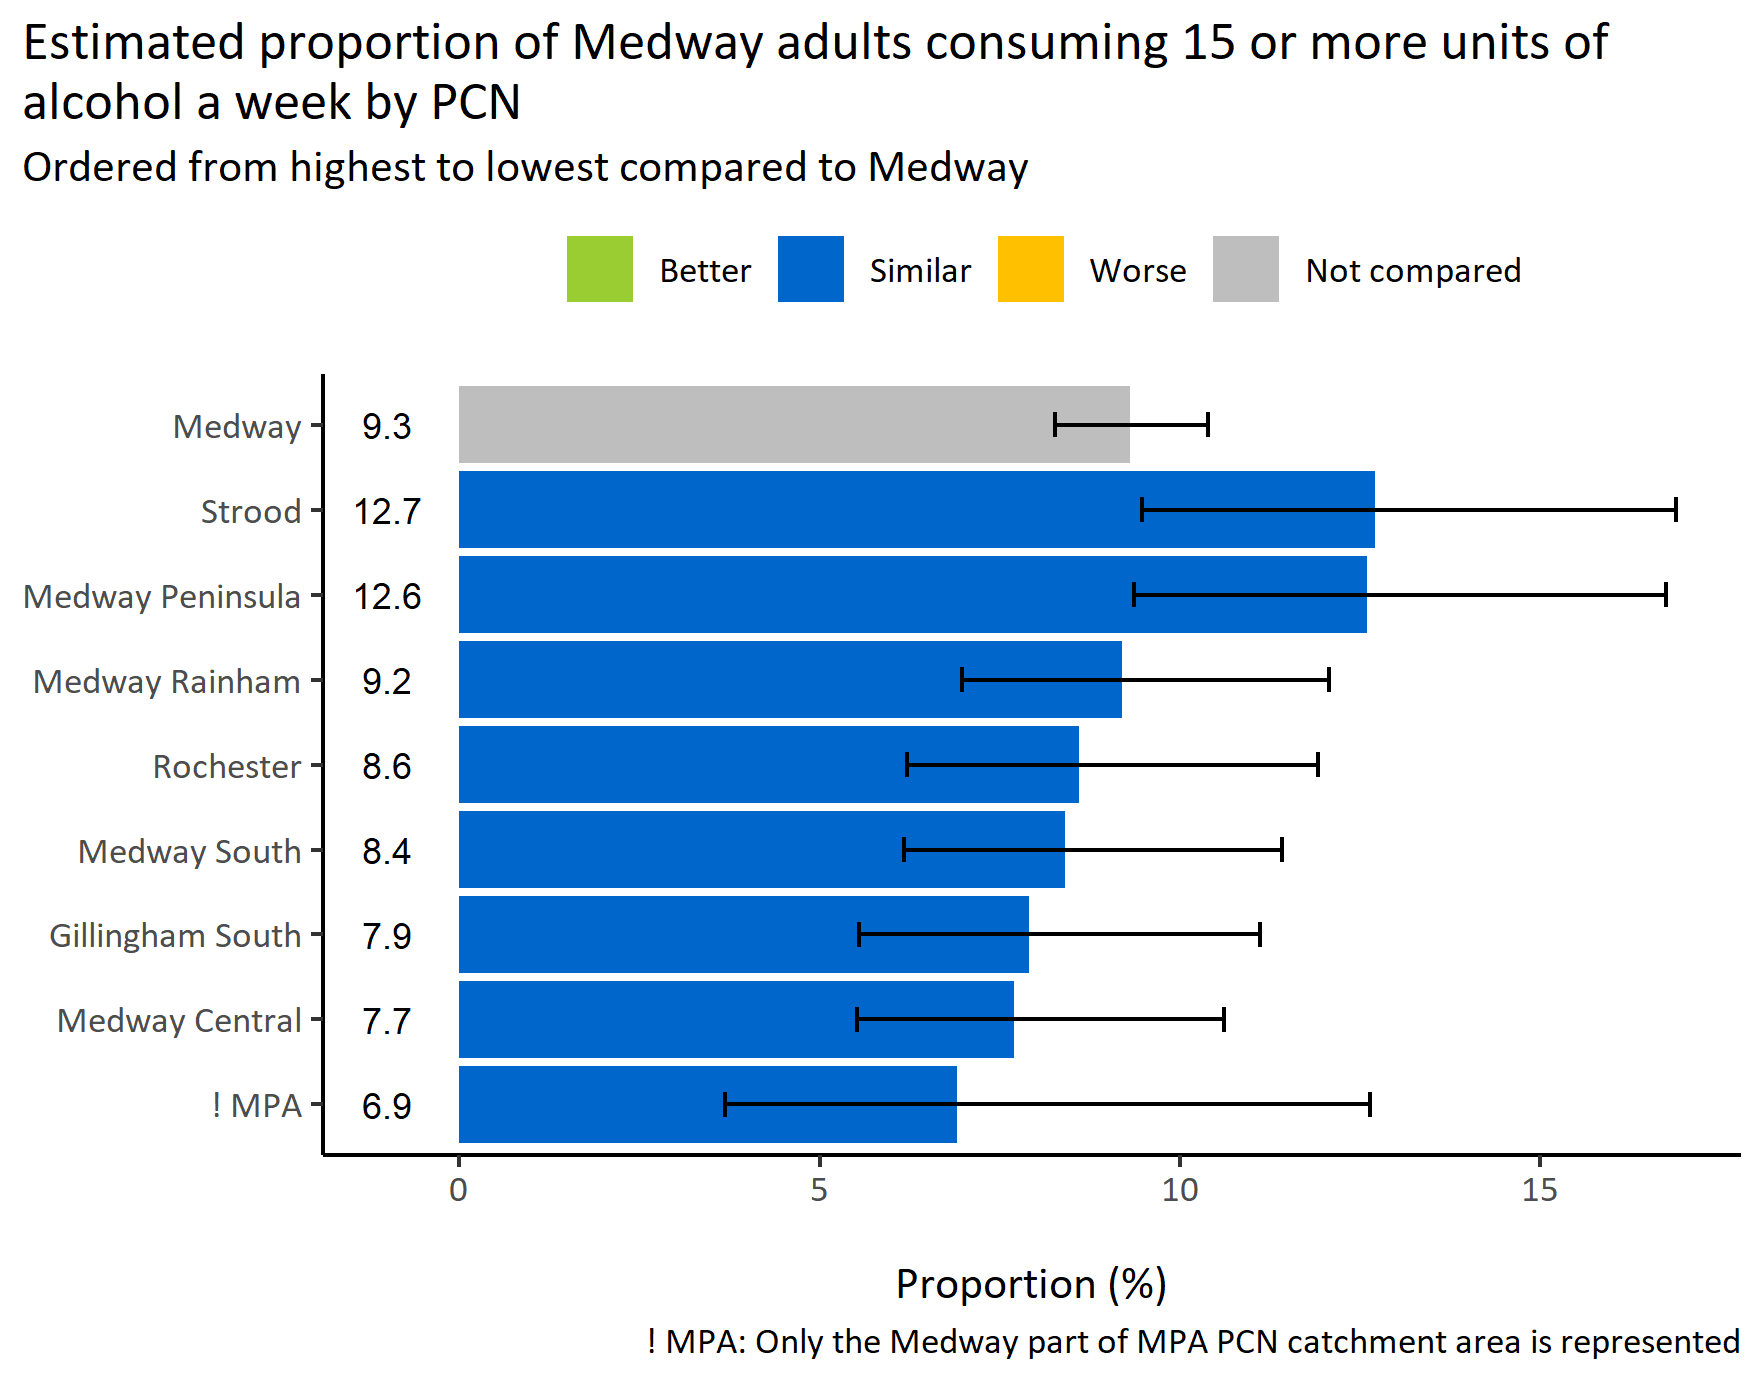 Estimated proportion of Medway adults consuming 15 or more units of
alcohol a week by PCN
Ordered from highest to lowest compared to Medway
Better Similar Worse Not compared
Medway 9.3
Strood 12.7
Medway Peninsula 12.6
Medway Rainham 9.2
Rochester 8.6
Medway South 8.4
Gillingham South 7.9
Medway Central 7.7
! MPA 6.9
0 5 10 15
Proportion (%)
! MPA: Only the Medway part of MPA PCN catchment area is represented